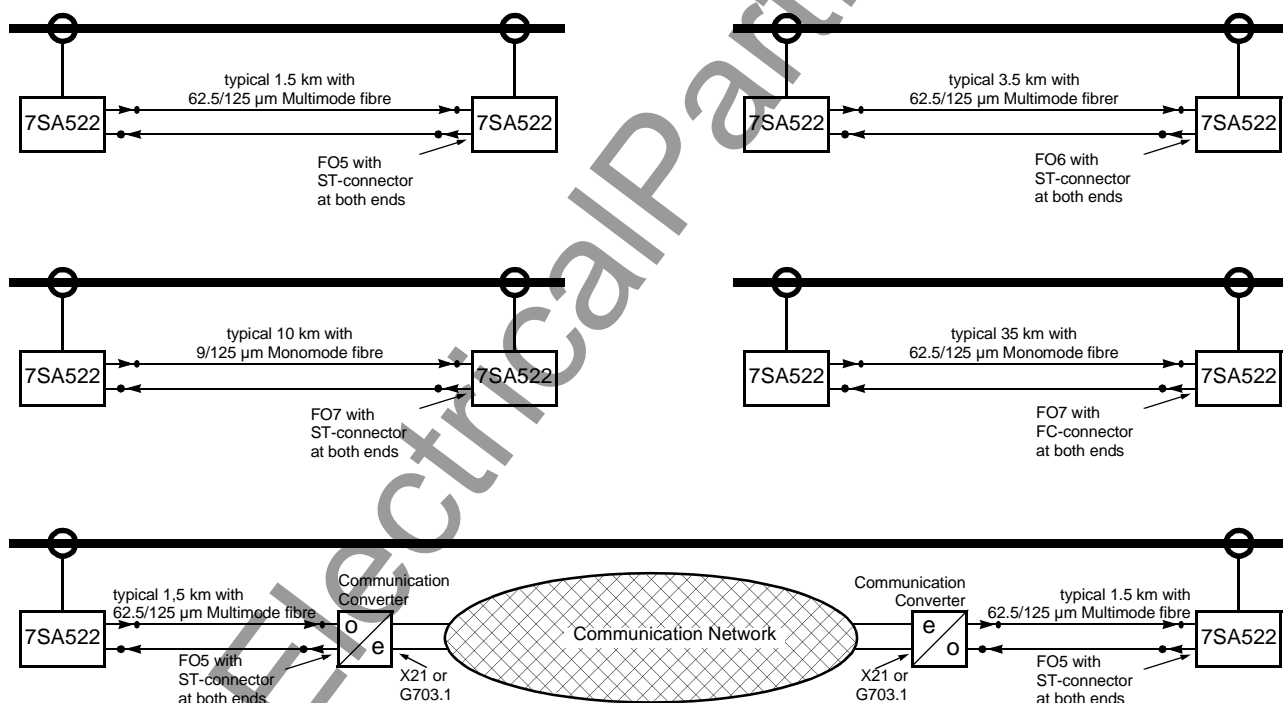 typical 1.5 km with
62.5/125 µm Multimode fibre
7SA522
7SA522
FO5 with
ST-connector
at both ends
typical 3.5 km with
62.5/125 µm Multimode fibrer
7SA522
7SA522
FO6 with
ST-connector
at both ends
typical 10 km with
9/125 µm Monomode fibre
7SA522
7SA522
FO7 with
ST-connector
at both ends
typical 35 km with
62.5/125 µm Monomode fibre
7SA522
7SA522
FO7 with
FC-connector
at both ends
typical 1,5 km with
62.5/125 µm Multimode fibre
7SA522
FO5 with
ST-connector
at both ends
Communication
Converter
o
e
X21 or
G703.1
Communication Network
Communication
Converter
e
o
X21 or
G703.1
typical 1.5 km with
62.5/125 µm Multimode fibre
7SA522
FO5 with
ST-connector
at both ends
ElectricalPart